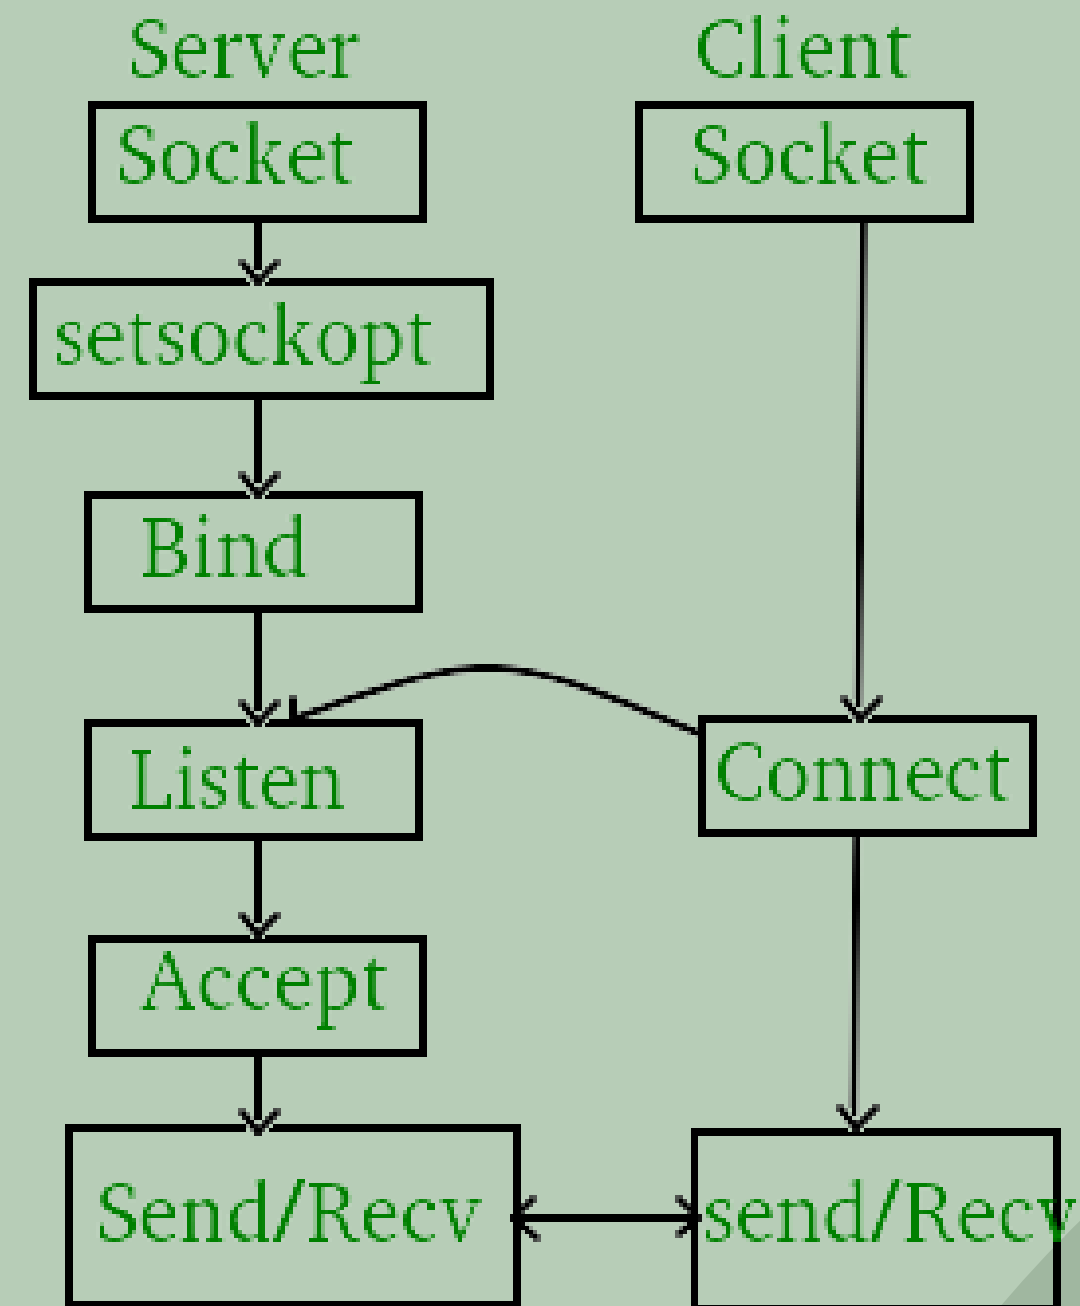 Server
Client
Socket
Socket
setsockopt
Bind
Listen
Connect
Accept
Send/Recv
send/Recv